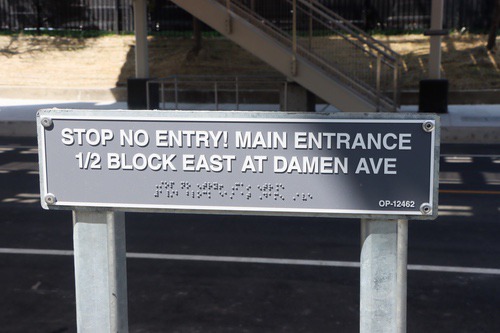 STOP NO ENTRY! MAIN ENTRANCE
1/2 BLOCK EAST AT DAMEN AVE
OP-12462